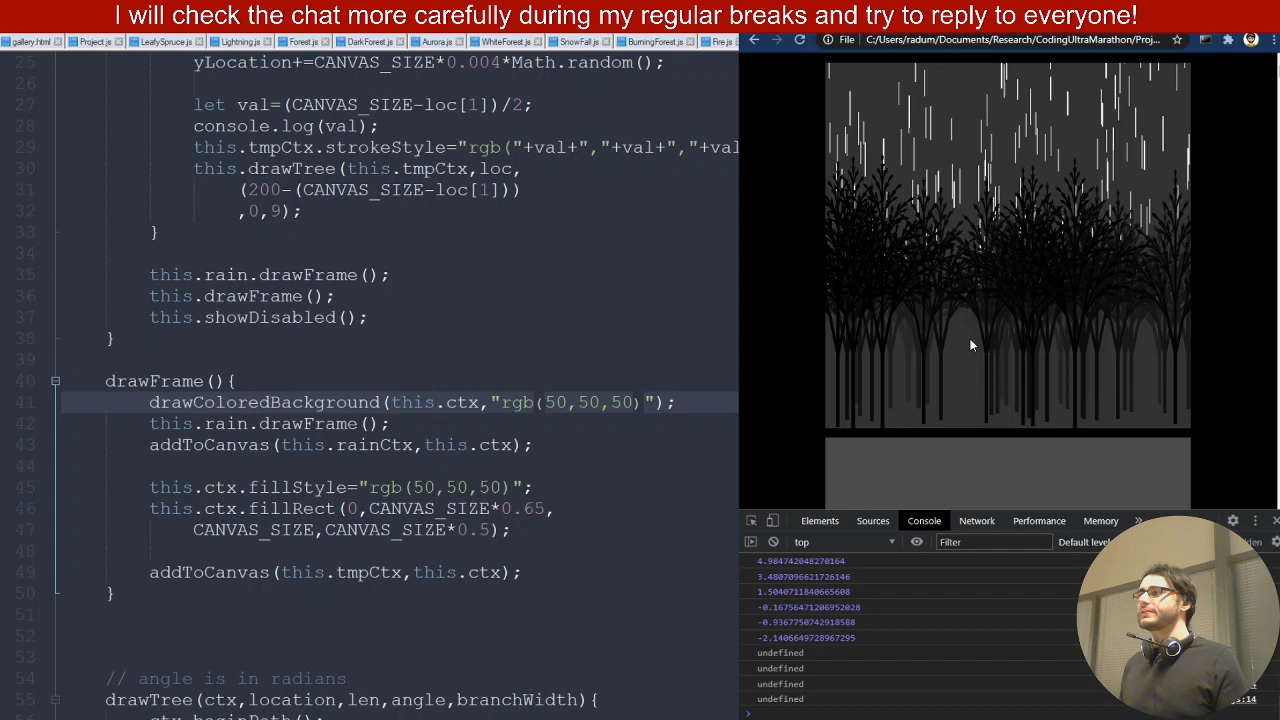 I will check the chat more carefully during my regular breaks and try to reply to everyone!
gallery.html Project.js LeafySpruce.js Lightning.js Forest.js DarkForest.js Aurora.js WhiteForest.js SnowFall.js BurningForest.js Fire.js
File C:/Users/radum/Documents/Research/CodingUltraMarathon/Proj...
25 yLocation+=CANVAS_SIZE*0.004*Math.random();
26
27 let val=(CANVAS_SIZE-loc[1])/2;
28 console.log(val);
29 this.tmpCtx.strokeStyle="rgb("+val+","+val+","+val
30 this.drawTree(this.tmpCtx,loc,
31 (200-(CANVAS_SIZE-loc[1]))
32 ,0,9);
33 }
34
35 this.rain.drawFrame();
36 this.drawFrame();
37 this.showDisabled();
38 }
39
40 drawFrame(){
41 drawColoredBackground(this.ctx,"rgb(50,50,50)");
42 this.rain.drawFrame();
43 addToCanvas(this.rainCtx,this.ctx);
44
45 this.ctx.fillStyle="rgb(50,50,50)";
46 this.ctx.fillRect(0,CANVAS_SIZE*0.65,
47 CANVAS_SIZE,CANVAS_SIZE*0.5);
48
49 addToCanvas(this.tmpCtx,this.ctx);
50 }
51
52
53
54 // angle is in radians
55 drawTree(ctx,location,len,angle,branchWidth){
Elements Sources Console Network Performance Memory »
top Filter Default leve
4.984742048270164
3.4807096621726146
1.5040711840665608
-0.16756471206952028
-0.9367750742918588
-2.1406649728967295
undefined
undefined
undefined
undefined